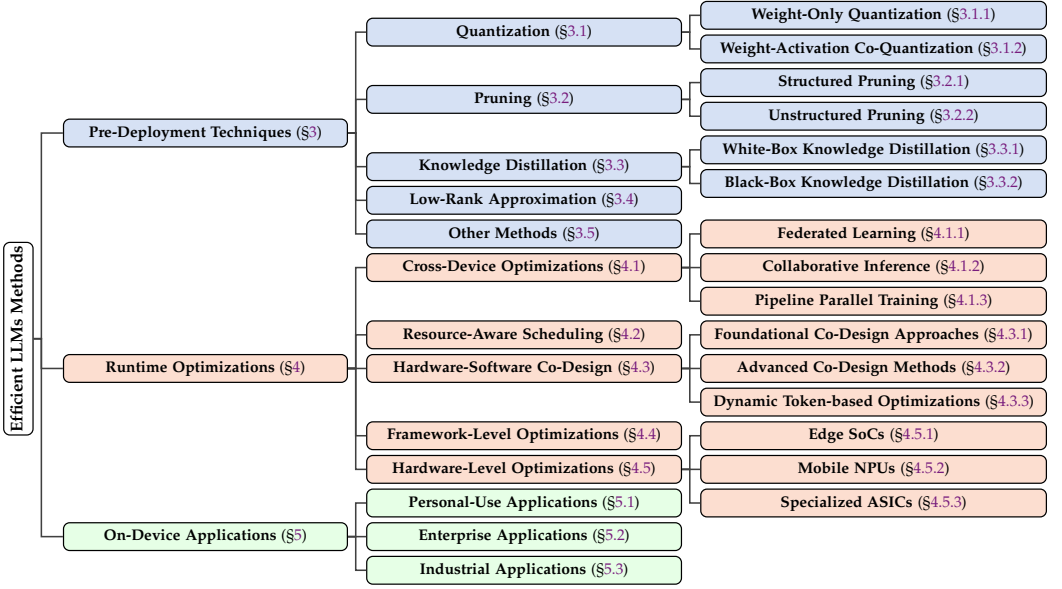 Efficient LLMs Methods
Pre-Deployment Techniques (§3)
Quantization (§3.1)
Weight-Only Quantization (§3.1.1)
Weight-Activation Co-Quantization (§3.1.2)
Pruning (§3.2)
Structured Pruning (§3.2.1)
Unstructured Pruning (§3.2.2)
Knowledge Distillation (§3.3)
White-Box Knowledge Distillation (§3.3.1)
Black-Box Knowledge Distillation (§3.3.2)
Low-Rank Approximation (§3.4)
Other Methods (§3.5)
Runtime Optimizations (§4)
Cross-Device Optimizations (§4.1)
Federated Learning (§4.1.1)
Collaborative Inference (§4.1.2)
Pipeline Parallel Training (§4.1.3)
Resource-Aware Scheduling (§4.2)
Hardware-Software Co-Design (§4.3)
Foundational Co-Design Approaches (§4.3.1)
Advanced Co-Design Methods (§4.3.2)
Dynamic Token-based Optimizations (§4.3.3)
Framework-Level Optimizations (§4.4)
Hardware-Level Optimizations (§4.5)
Edge SoCs (§4.5.1)
Mobile NPUs (§4.5.2)
Specialized ASICs (§4.5.3)
On-Device Applications (§5)
Personal-Use Applications (§5.1)
Enterprise Applications (§5.2)
Industrial Applications (§5.3)